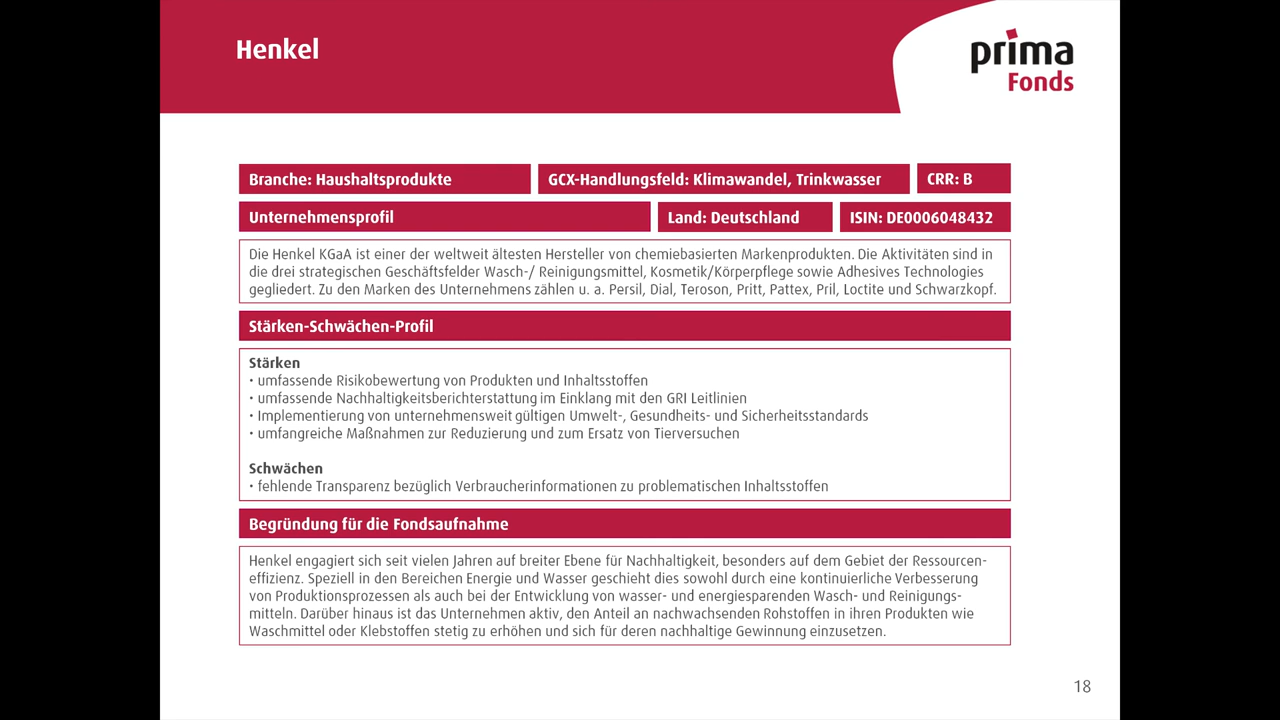 Henkel
prima
Fonds
Branche: Haushaltsprodukte
GCX-Handlungsfeld: Klimawandel, Trinkwasser
CRR: B
Unternehmensprofil
Land: Deutschland
ISIN: DE0006048432
Die Henkel KGaA ist einer der weltweit ältesten Hersteller von chemiebasierten Markenprodukten. Die Aktivitäten sind in
die drei strategischen Geschäftsfelder Wasch-/ Reinigungsmittel, Kosmetik/Körperpflege sowie Adhesives Technologies
gegliedert. Zu den Marken des Unternehmens zählen u. a. Persil, Dial, Teroson, Pritt, Pattex, Pril, Loctite und Schwarzkopf.
Stärken-Schwächen-Profil
Stärken
• umfassende Risikobewertung von Produkten und Inhaltsstoffen
• umfassende Nachhaltigkeitsberichterstattung im Einklang mit den GRI Leitlinien
• Implementierung von unternehmensweit gültigen Umwelt-, Gesundheits- und Sicherheitsstandards
• umfangreiche Maßnahmen zur Reduzierung und zum Ersatz von Tierversuchen
Schwächen
• fehlende Transparenz bezüglich Verbraucherinformationen zu problematischen Inhaltsstoffen
Begründung für die Fondsaufnahme
Henkel engagiert sich seit vielen Jahren auf breiter Ebene für Nachhaltigkeit, besonders auf dem Gebiet der Ressourcen-
effizienz. Speziell in den Bereichen Energie und Wasser geschieht dies sowohl durch eine kontinuierliche Verbesserung
von Produktionsprozessen als auch bei der Entwicklung von wasser- und energiesparenden Wasch- und Reinigungs-
mitteln. Darüber hinaus ist das Unternehmen aktiv, den Anteil an nachwachsenden Rohstoffen in ihren Produkten wie
Waschmittel oder Klebstoffen stetig zu erhöhen und sich für deren nachhaltige Gewinnung einzusetzen.
18